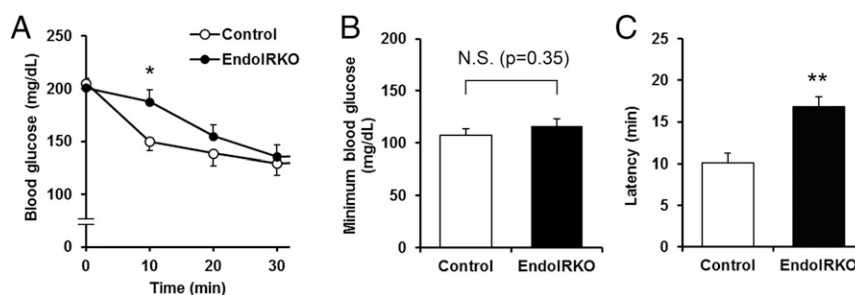 A
Control
EndoIRKO
Blood glucose (mg/dL)
250
200
150
100
0
*
0 10 20 30
Time (min)
B
Minimum blood glucose
(mg/dL)
200
150
100
50
0
N.S. (p=0.35)
Control EndoIRKO
C
Latency (min)
25
20
15
10
5
0
**
Control EndoIRKO